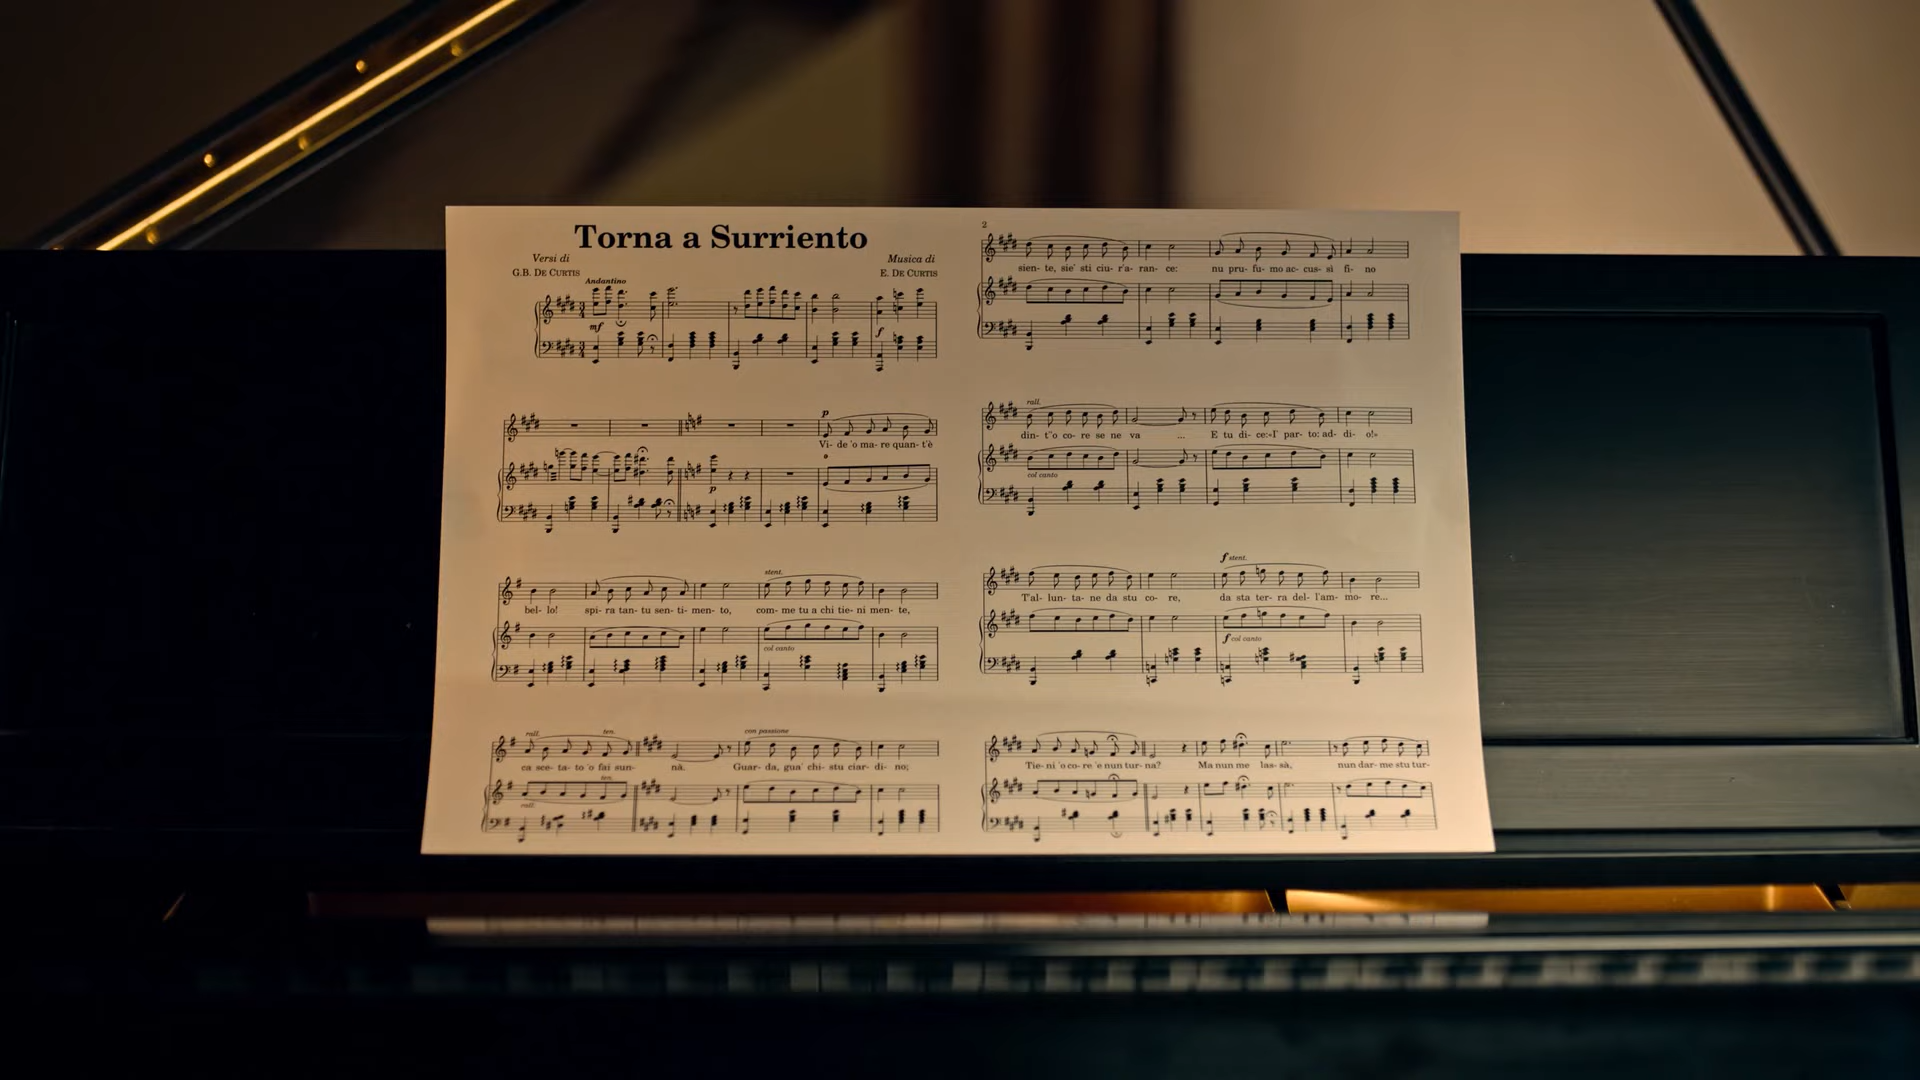 Torna a Surriento
Versi di
G.B. DE CURTIS
Musica di
E. DE CURTIS
Andantino
mf
f
p
Vi- de 'o ma- re quan- t'è
p
stent.
bel- lo! spi- ra tan- tu sen- ti- men- to, com- me tu a chi tie- ni men- te,
col canto
rall. ten. con passione
ca sce- ta- to 'o fai sun- nà. Guar- da, gua' chi- stu ciar- di- no;
ten.
rall.
2
sien- te, sie' sti ciu- r'a- ran- ce: nu pru- fu- mo ac- cus- sì fi- no
rall.
din- t''o co- re se ne va ... E tu di- ce:«I' par- to: ad- di- o!»
col canto
f stent.
T'al- lun- ta- ne da stu co- re, da sta ter- ra del- l'am- mo- re...
f col canto
Tie- ni 'o co- re 'e nun tur- na? Ma nun me las- sà, nun dar- me stu tur-